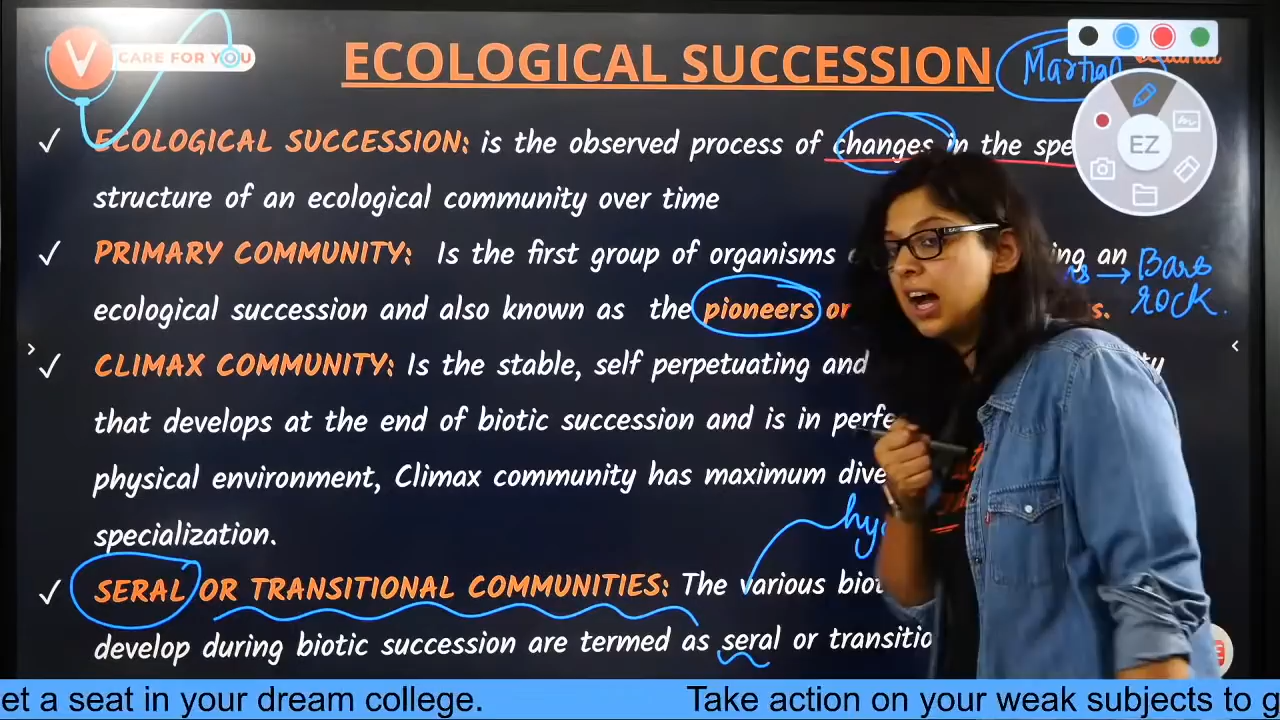 V CARE FOR YOU
ECOLOGICAL SUCCESSION
Martian
EZ
✓ ECOLOGICAL SUCCESSION: is the observed process of changes in the spe
structure of an ecological community over time
✓ PRIMARY COMMUNITY: Is the first group of organisms ing an
Bare
ecological succession and also known as the pioneers or
rock.
✓ CLIMAX COMMUNITY: Is the stable, self perpetuating and
that develops at the end of biotic succession and is in perfe
physical environment, Climax community has maximum dive
specialization.
hyd
✓ SERAL OR TRANSITIONAL COMMUNITIES: The various biot
develop during biotic succession are termed as seral or transitio
et a seat in your dream college. Take action on your weak subjects to g